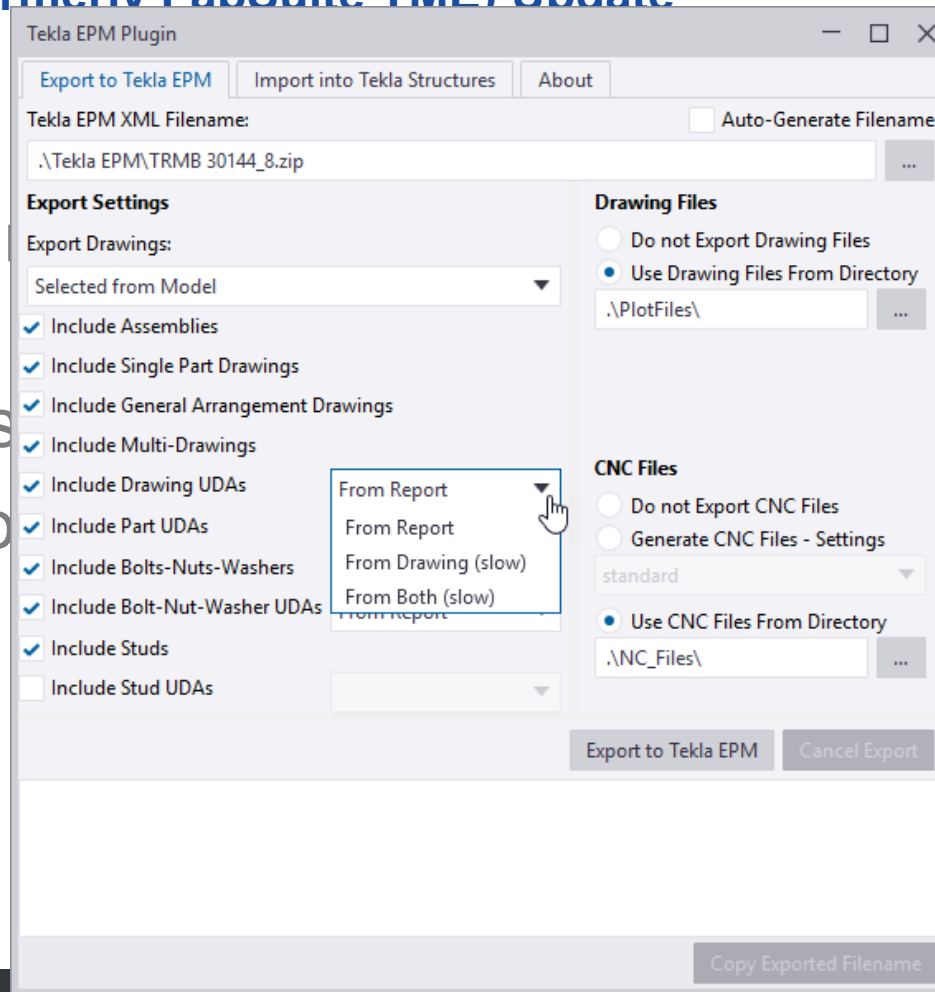 (formerly FabSuite TME) Update
Tekla EPM Plugin
Export to Tekla EPM
Import into Tekla Structures
About
Tekla EPM XML Filename:
Auto-Generate Filename
.\Tekla EPM\TRMB 30144_8.zip
...
Export Settings
Export Drawings:
Selected from Model
Include Assemblies
Include Single Part Drawings
Include General Arrangement Drawings
Include Multi-Drawings
Include Drawing UDAs
From Report
From Report
From Drawing (slow)
From Both (slow)
Include Part UDAs
Include Bolts-Nuts-Washers
Include Bolt-Nut-Washer UDAs
From Report
Include Studs
Include Stud UDAs
Drawing Files
Do not Export Drawing Files
Use Drawing Files From Directory
.\PlotFiles\
...
CNC Files
Do not Export CNC Files
Generate CNC Files - Settings
standard
Use CNC Files From Directory
.\NC_Files\
...
Export to Tekla EPM
Cancel Export
Copy Exported Filename